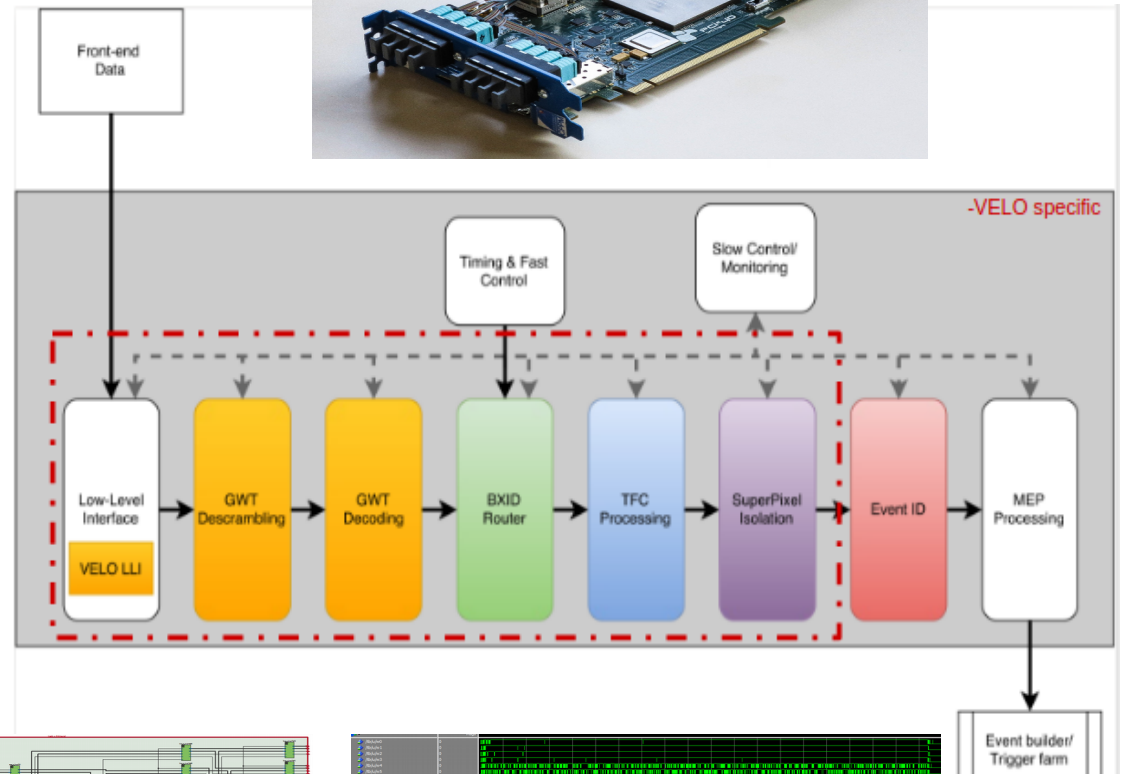 Front-end
Data
-VELO specific
Timing & Fast
Control
Slow Control/
Monitoring
Low-Level
Interface
VELO LLI
GWT
Descrambling
GWT
Decoding
BXID
Router
TFC
Processing
SuperPixel
Isolation
Event ID
MEP
Processing
Event builder/
Trigger farm